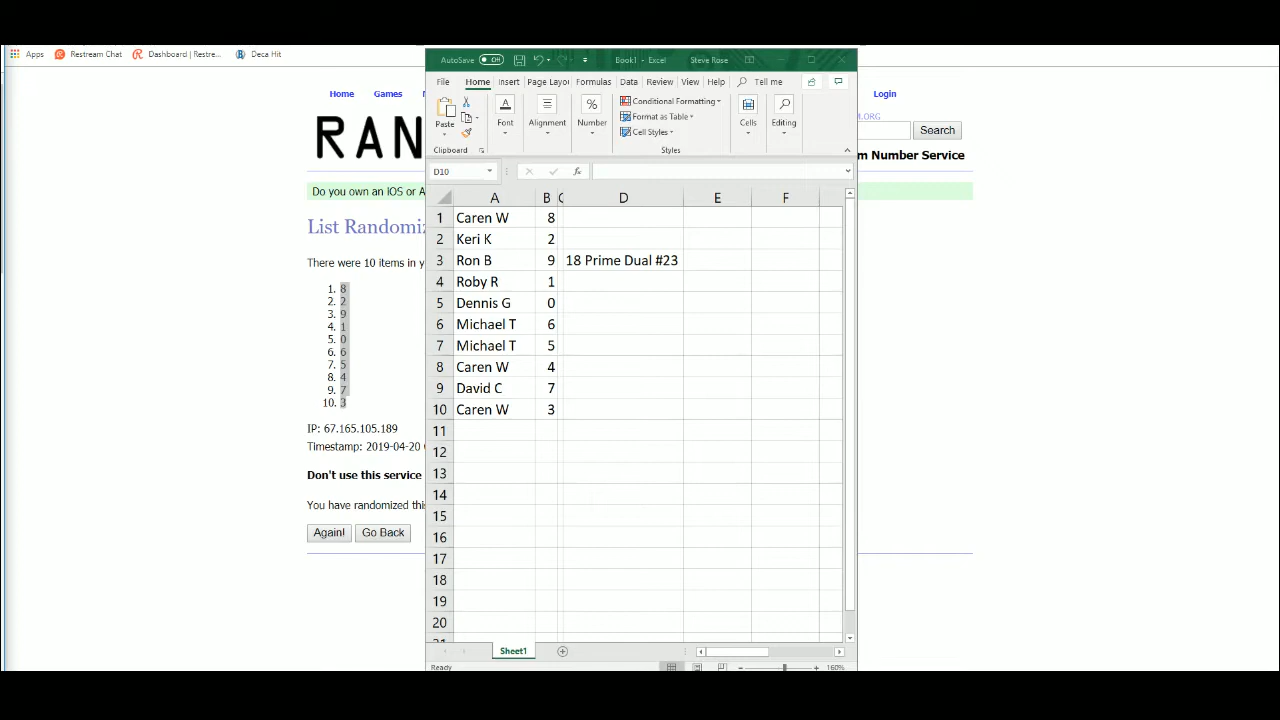 Apps Restream Chat Dashboard | Restre... Deca Hit
AutoSave Off Book1 - Excel Steve Rose
File Home Insert Page Layou Formulas Data Review View Help Tell me
Home Games Login
Paste Font Alignment Number Conditional Formatting Format as Table Cell Styles Cells Editing
Clipboard Styles
RAN
M.ORG
Search
m Number Service
D10 fx
Do you own an iOS or A
A B C D E F
1 Caren W 8
2 Keri K 2
3 Ron B 9 18 Prime Dual #23
4 Roby R 1
5 Dennis G 0
6 Michael T 6
7 Michael T 5
8 Caren W 4
9 David C 7
10 Caren W 3
11
12
13
14
15
16
17
18
19
20
21
List Randomiz
There were 10 items in y
1. 8
2. 2
3. 9
4. 1
5. 0
6. 6
7. 5
8. 4
9. 7
10. 3
IP: 67.165.105.189
Timestamp: 2019-04-20
Don't use this service
You have randomized this
Again! Go Back
Sheet1
Ready 160%